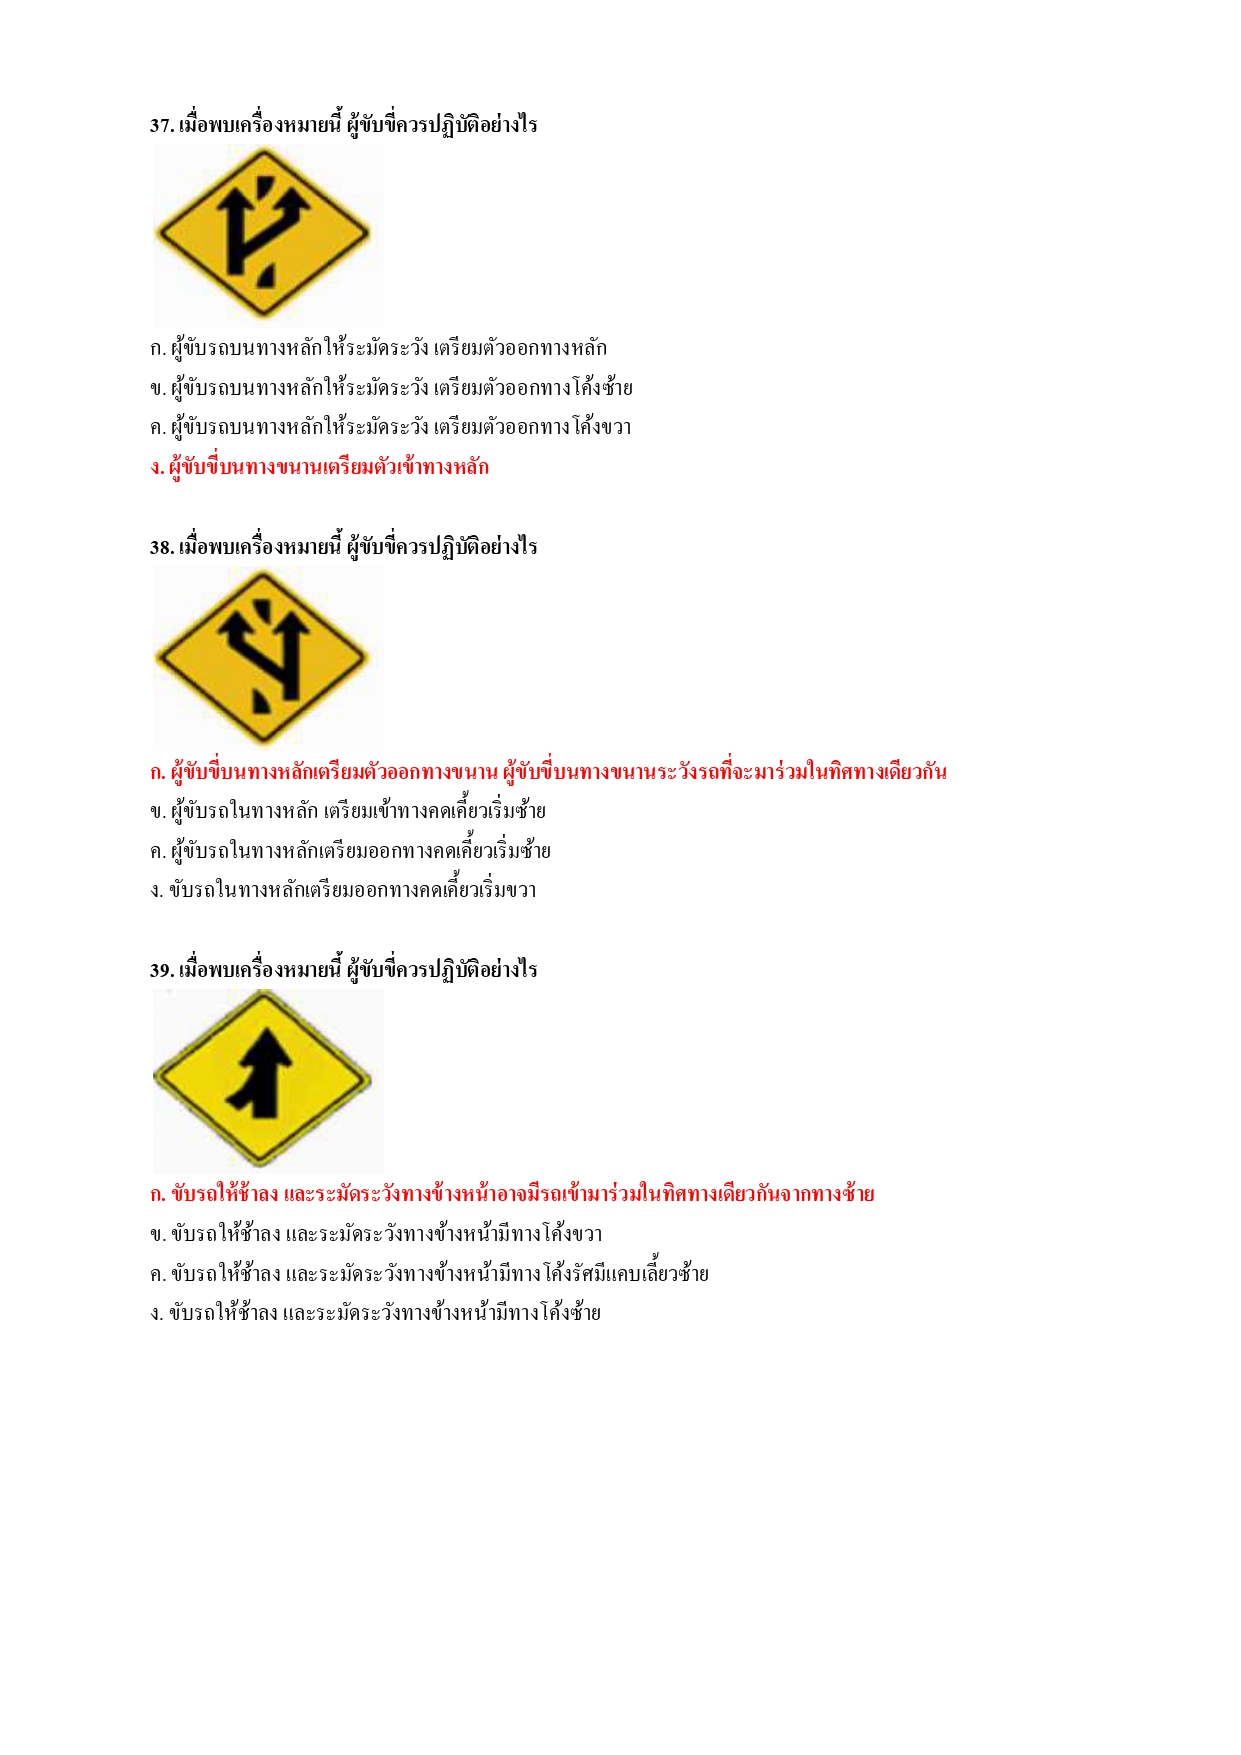 37. เมื่อพบเครื่องหมายนี้ ผู้ขับขี่ควรปฏิบัติอย่างไร
ก. ผู้ขับรถบนทางหลักให้ระมัดระวัง เตรียมตัวออกทางหลัก
ข. ผู้ขับรถบนทางหลักให้ระมัดระวัง เตรียมตัวออกทางโค้งซ้าย
ค. ผู้ขับรถบนทางหลักให้ระมัดระวัง เตรียมตัวออกทางโค้งขวา
ง. ผู้ขับขี่บนทางขนานเตรียมตัวเข้าทางหลัก
38. เมื่อพบเครื่องหมายนี้ ผู้ขับขี่ควรปฏิบัติอย่างไร
ก. ผู้ขับขี่บนทางหลักเตรียมตัวออกทางขนาน ผู้ขับขี่บนทางขนานระวังรถที่จะมาร่วมในทิศทางเดียวกัน
ข. ผู้ขับรถในทางหลัก เตรียมเข้าทางคดเคี้ยวเริ่มซ้าย
ค. ผู้ขับรถในทางหลักเตรียมออกทางคดเคี้ยวเริ่มซ้าย
ง. ขับรถในทางหลักเตรียมออกทางคดเคี้ยวเริ่มขวา
39. เมื่อพบเครื่องหมายนี้ ผู้ขับขี่ควรปฏิบัติอย่างไร
ก. ขับรถให้ช้าลง และระมัดระวังทางข้างหน้าอาจมีรถเข้ามาร่วมในทิศทางเดียวกันจากทางซ้าย
ข. ขับรถให้ช้าลง และระมัดระวังทางข้างหน้ามีทางโค้งขวา
ค. ขับรถให้ช้าลง และระมัดระวังทางข้างหน้ามีทางโค้งรัศมีแคบเลี้ยวซ้าย
ง. ขับรถให้ช้าลง และระมัดระวังทางข้างหน้ามีทางโค้งซ้าย